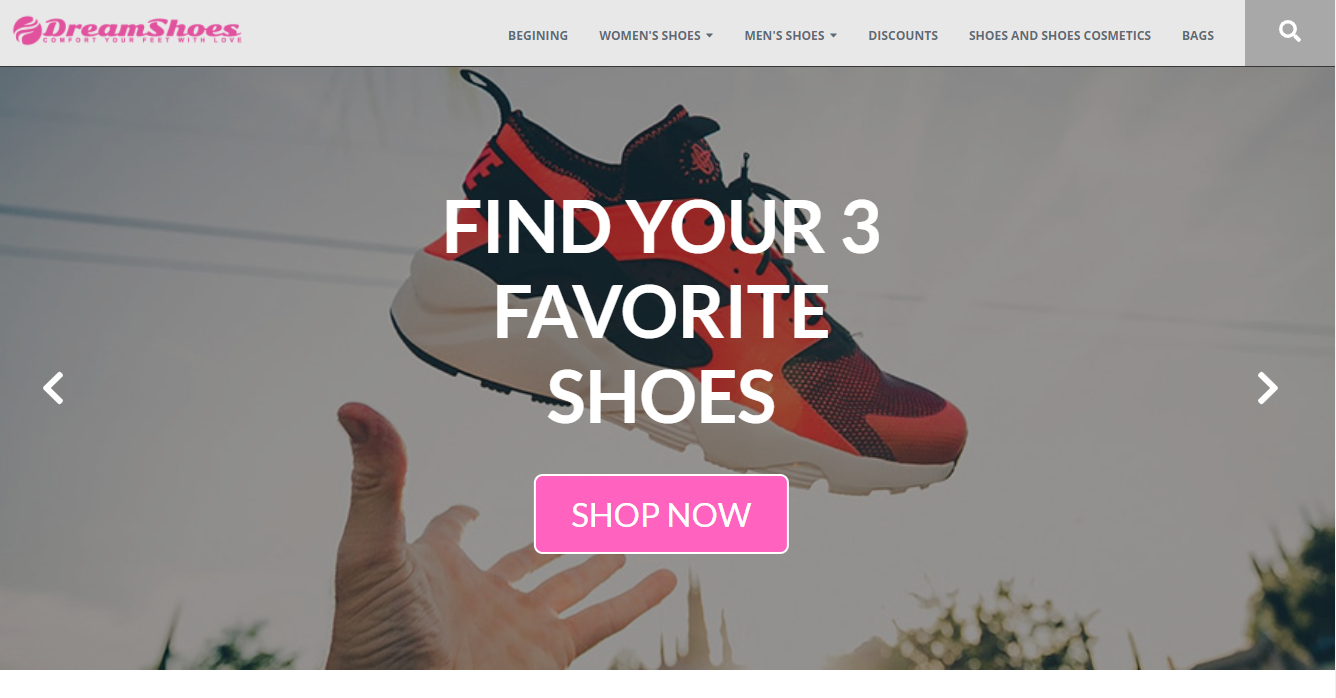 DreamShoes
COMFORT YOUR FEET WITH LOVE
BEGINING
WOMEN'S SHOES
MEN'S SHOES
DISCOUNTS
SHOES AND SHOES COSMETICS
BAGS
FIND YOUR 3
FAVORITE
SHOES
SHOP NOW